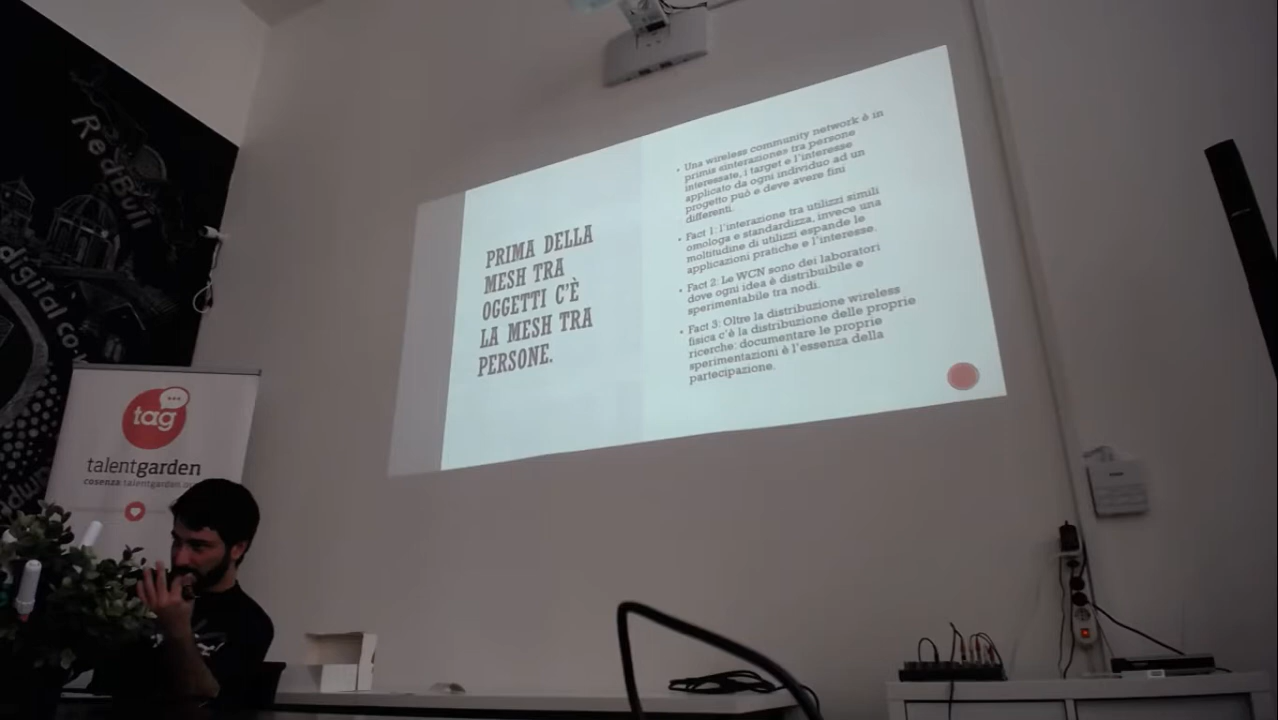 RedBull
digital co
tag
talentgarden
cosenza.talentgarden.it
PRIMA DELLA
MESH TRA
OGGETTI C'È
LA MESH TRA
PERSONE.
• Una wireless community network è in
primis «interazione» tra persone
interessate, i target e l'interesse
applicato da ogni individuo ad un
progetto può e deve avere fini
differenti.
• Fact 1: l'interazione tra utilizzi simili
omologa e standardizza, invece una
moltitudine di utilizzi espande le
applicazioni pratiche e l'interesse.
• Fact 2: Le WCN sono dei laboratori
dove ogni idea è distribuibile e
sperimentabile tra nodi.
• Fact 3: Oltre la distribuzione wireless
fisica c'è la distribuzione delle proprie
ricerche: documentare le proprie
sperimentazioni è l'essenza della
partecipazione.